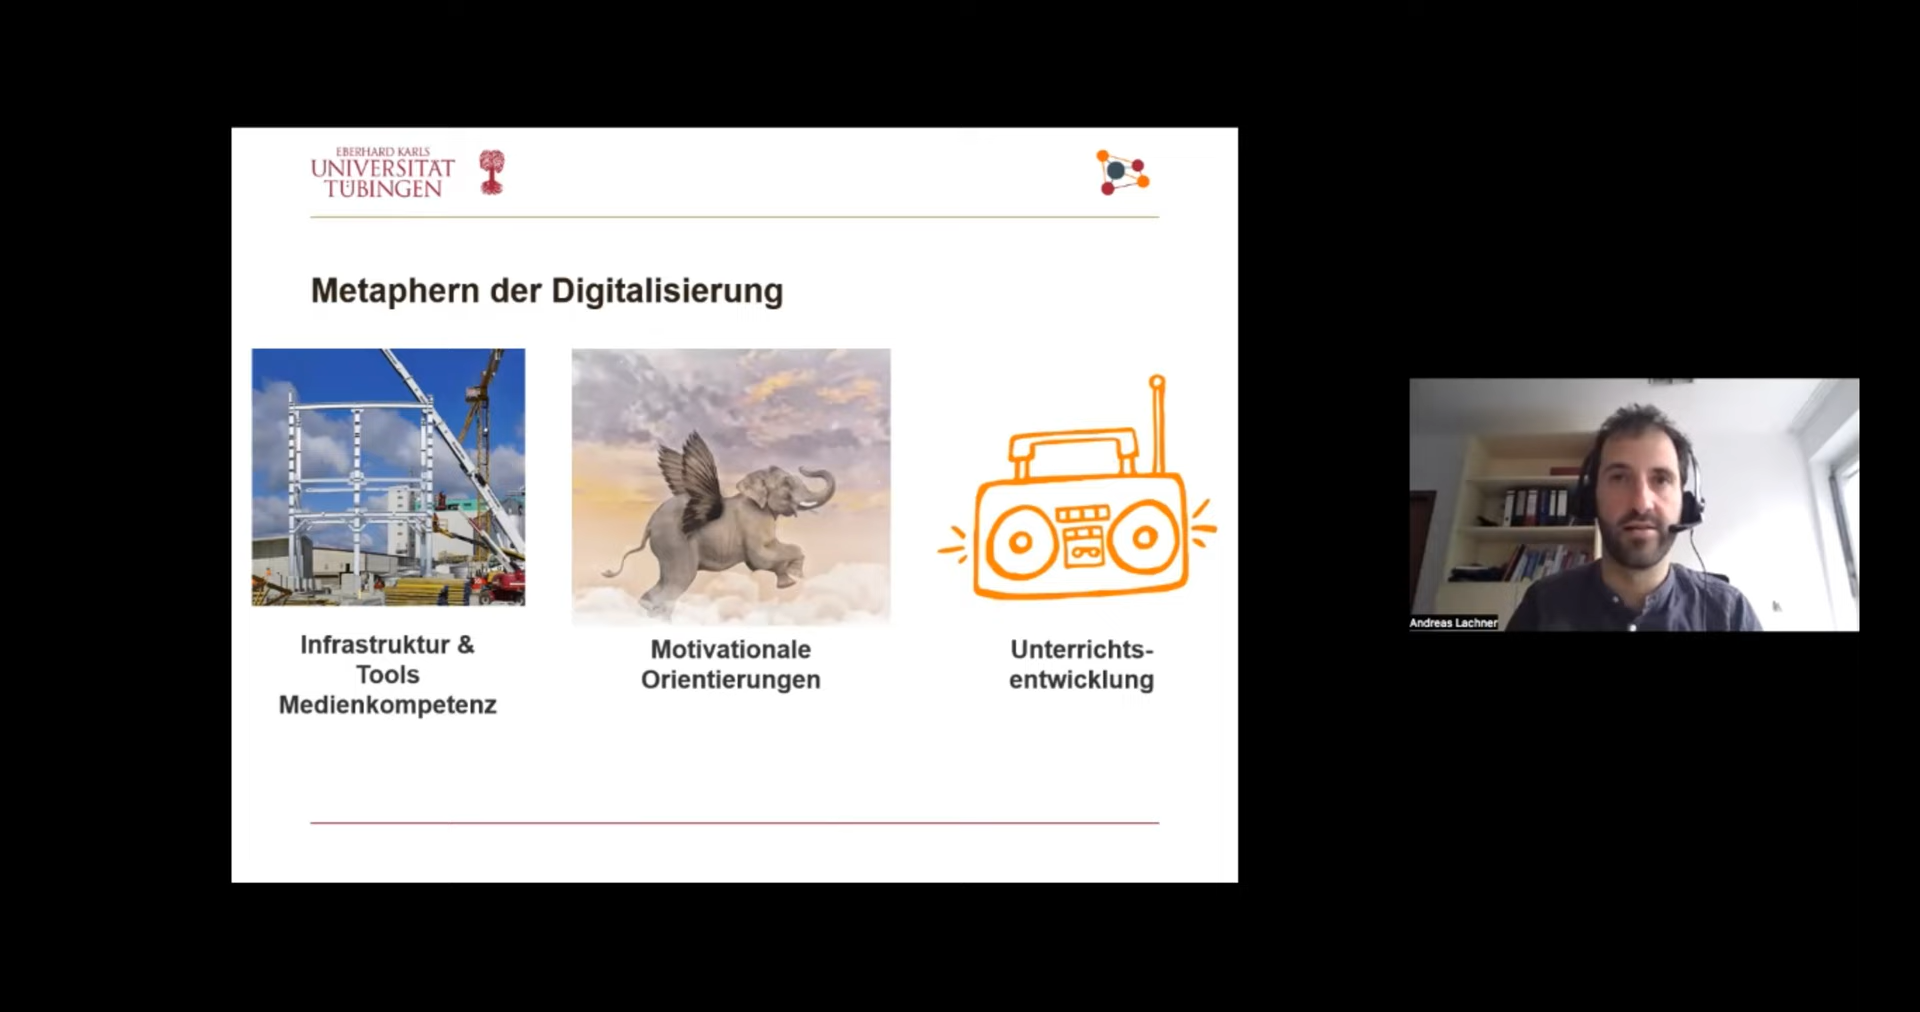 EBERHARD KARLS
UNIVERSITÄT
TÜBINGEN
Metaphern der Digitalisierung
Infrastruktur &
Tools
Medienkompetenz
Motivationale
Orientierungen
Unterrichts-
entwicklung
Andreas Lachner